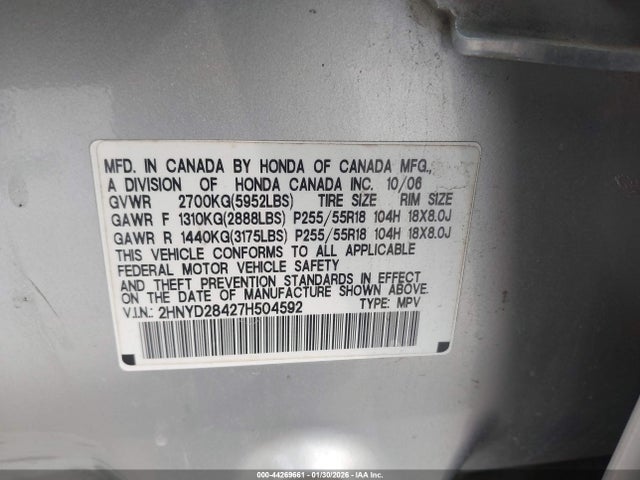 MFD. IN CANADA BY HONDA OF CANADA MFG.,
A DIVISION OF HONDA CANADA INC. 10/06
GVWR 2700KG(5952LBS) TIRE SIZE RIM SIZE
GAWR F 1310KG(2888LBS) P255/55R18 104H 18X8.0J
GAWR R 1440KG(3175LBS) P255/55R18 104H 18X8.0J
THIS VEHICLE CONFORMS TO ALL APPLICABLE
FEDERAL MOTOR VEHICLE SAFETY
AND THEFT PREVENTION STANDARDS IN EFFECT
ON THE DATE OF MANUFACTURE SHOWN ABOVE.
V.I.N.: 2HNYD28427H504592 TYPE: MPV
000-44269661 | 01/30/2026 | IAA Inc.